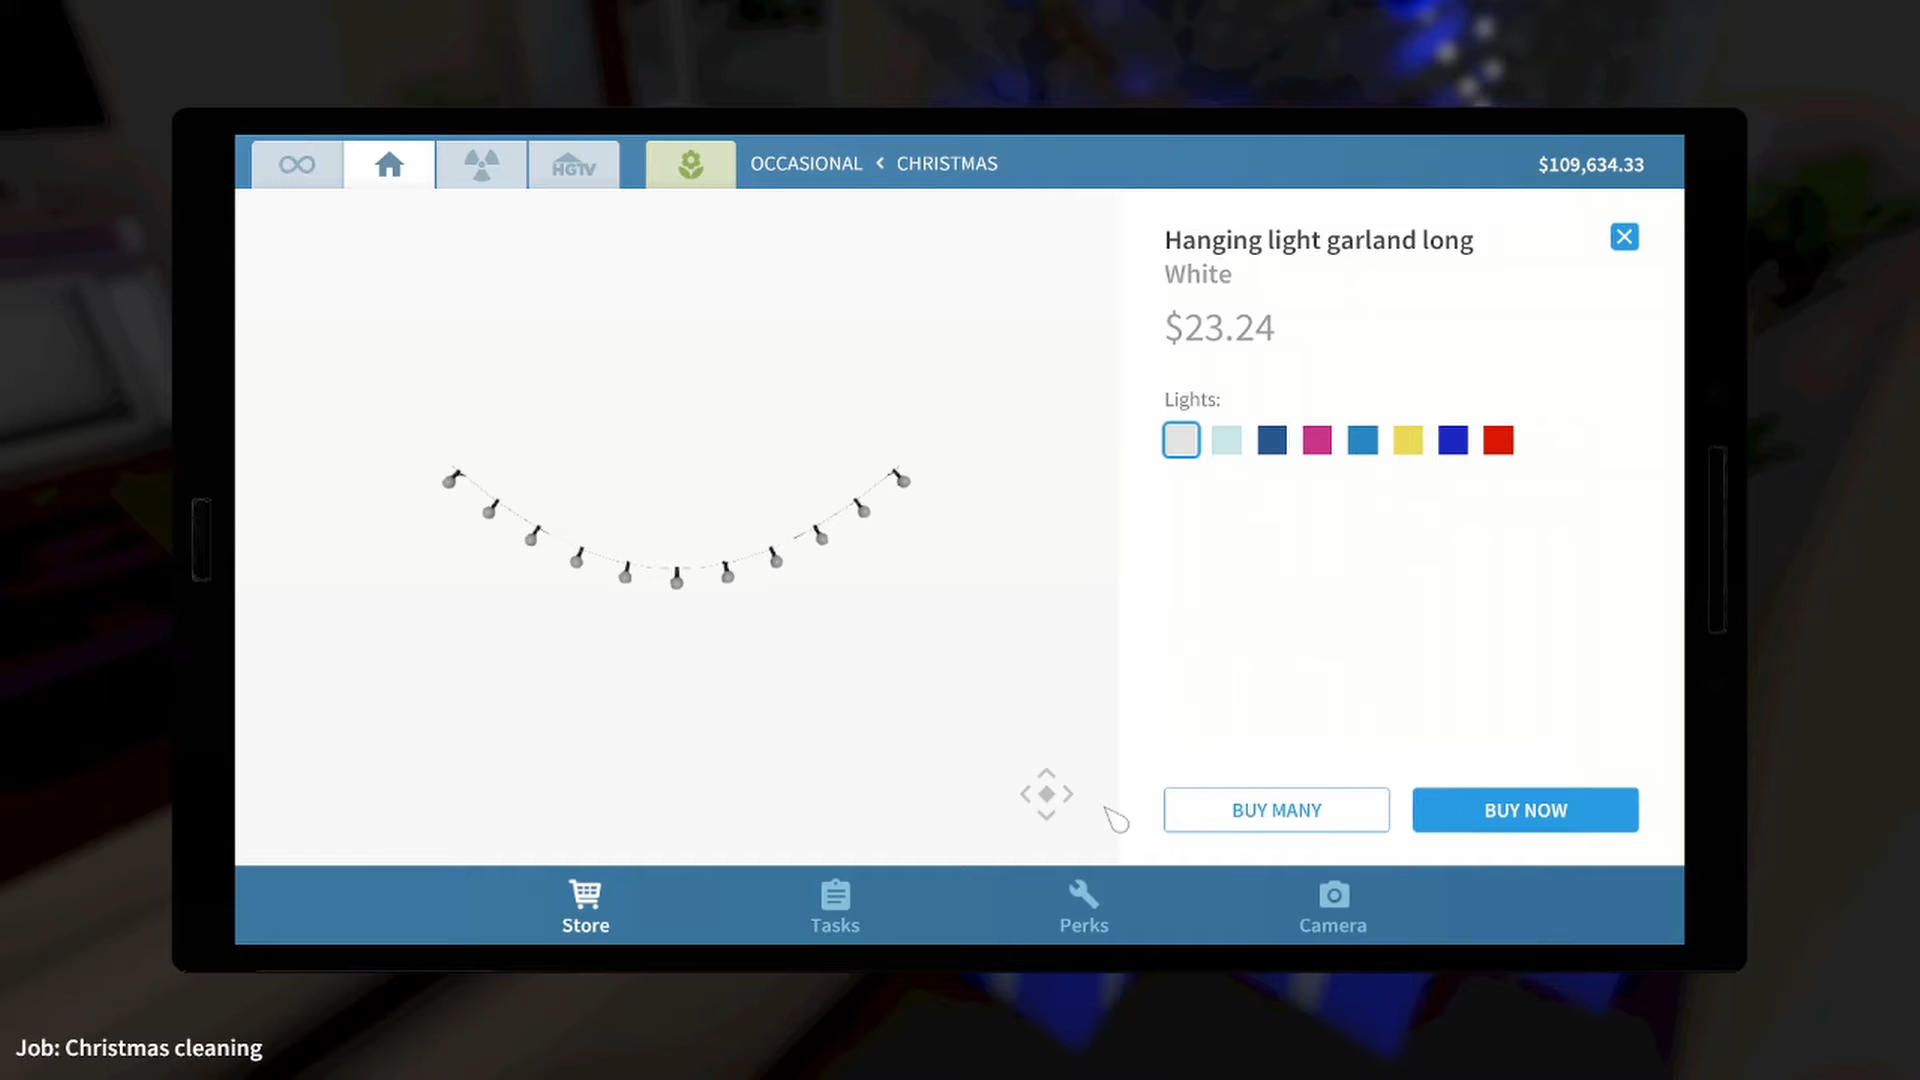 HGTV
OCCASIONAL < CHRISTMAS
$109,634.33
Hanging light garland long
White
$23.24
Lights:
BUY MANY
BUY NOW
Store
Tasks
Perks
Camera
Job: Christmas cleaning